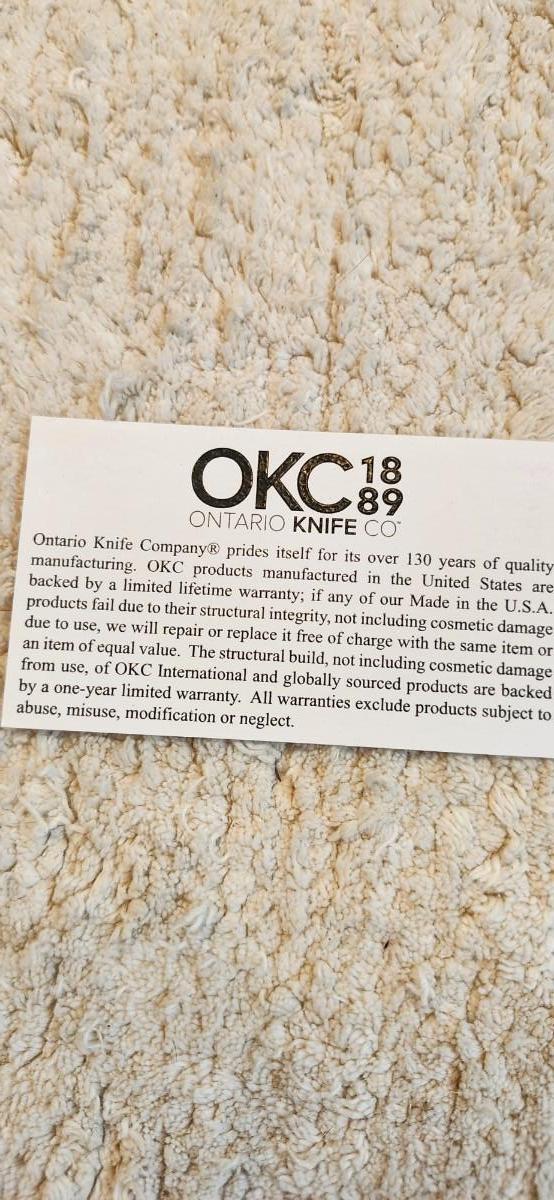 OKC 18
89
ONTARIO KNIFE CO™
Ontario Knife Company® prides itself for its over 130 years of quality
manufacturing. OKC products manufactured in the United States are
backed by a limited lifetime warranty; if any of our Made in the U.S.A.
products fail due to their structural integrity, not including cosmetic damage
due to use, we will repair or replace it free of charge with the same item or
an item of equal value. The structural build, not including cosmetic damage
from use, of OKC International and globally sourced products are backed
by a one-year limited warranty. All warranties exclude products subject to
abuse, misuse, modification or neglect.